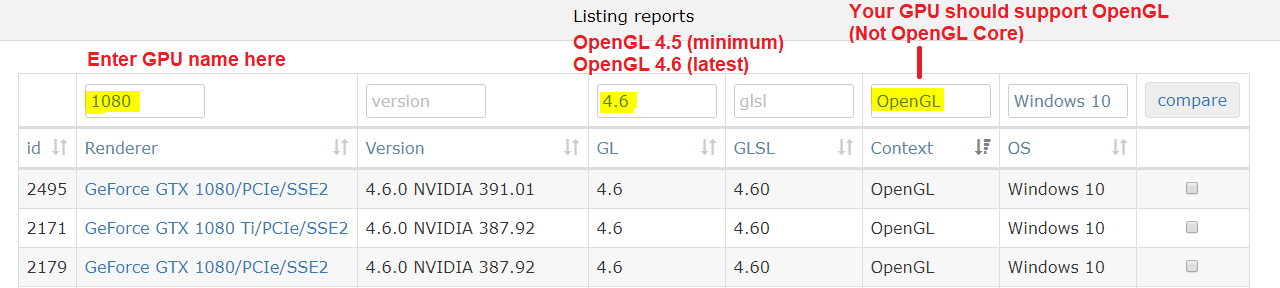 Listing reports
Your GPU should support OpenGL
(Not OpenGL Core)
Enter GPU name here
OpenGL 4.5 (minimum)
OpenGL 4.6 (latest)
1080 version 4.6 glsl OpenGL Windows 10 compare
id Renderer Version GL GLSL Context OS
2495 GeForce GTX 1080/PCIe/SSE2 4.6.0 NVIDIA 391.01 4.6 4.60 OpenGL Windows 10
2171 GeForce GTX 1080 Ti/PCIe/SSE2 4.6.0 NVIDIA 387.92 4.6 4.60 OpenGL Windows 10
2179 GeForce GTX 1080/PCIe/SSE2 4.6.0 NVIDIA 387.92 4.6 4.60 OpenGL Windows 10